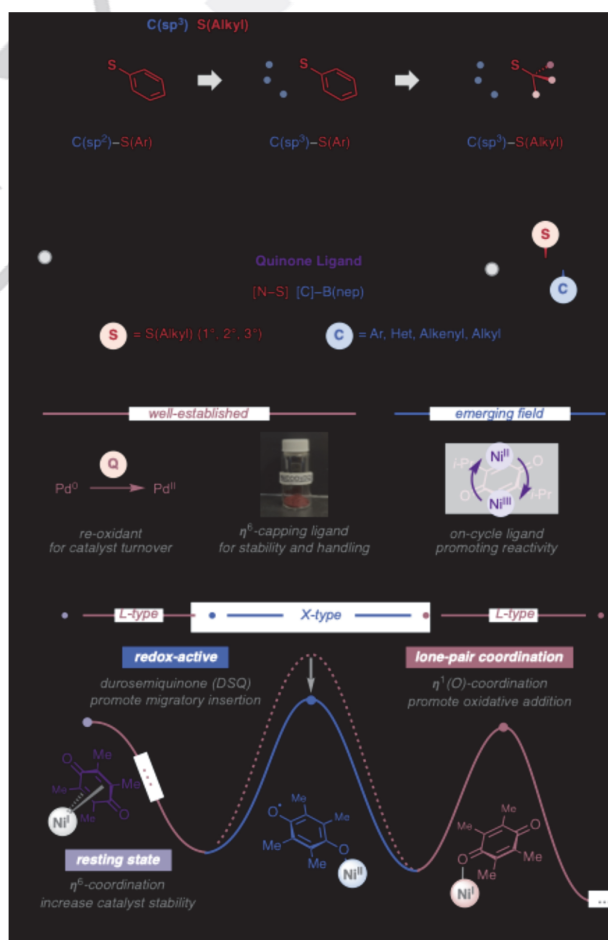 C(sp³) S(Alkyl)
S S S
C(sp²)–S(Ar) C(sp³)–S(Ar) C(sp³)–S(Alkyl)
S
Quinone Ligand
C
[N–S] [C]–B(nep)
S = S(Alkyl) (1°, 2°, 3°) C = Ar, Het, Alkenyl, Alkyl
well-established emerging field
Q
Pd⁰ Pdᴵᴵ
i-Pr Niᴵᴵ O
O Niᴵᴵᴵ i-Pr
re-oxidant
for catalyst turnover
η⁶-capping ligand
for stability and handling
on-cycle ligand
promoting reactivity
L-type X-type L-type
redox-active
durosemiquinone (DSQ)
promote migratory insertion
lone-pair coordination
η¹(O)-coordination
promote oxidative addition
O Me Me Me Me O
Niᴵ
O• Me Me Me Me O
Niᴵᴵ
Me Me O Me Me O
Niᴵ
resting state
η⁶-coordination
increase catalyst stability
...